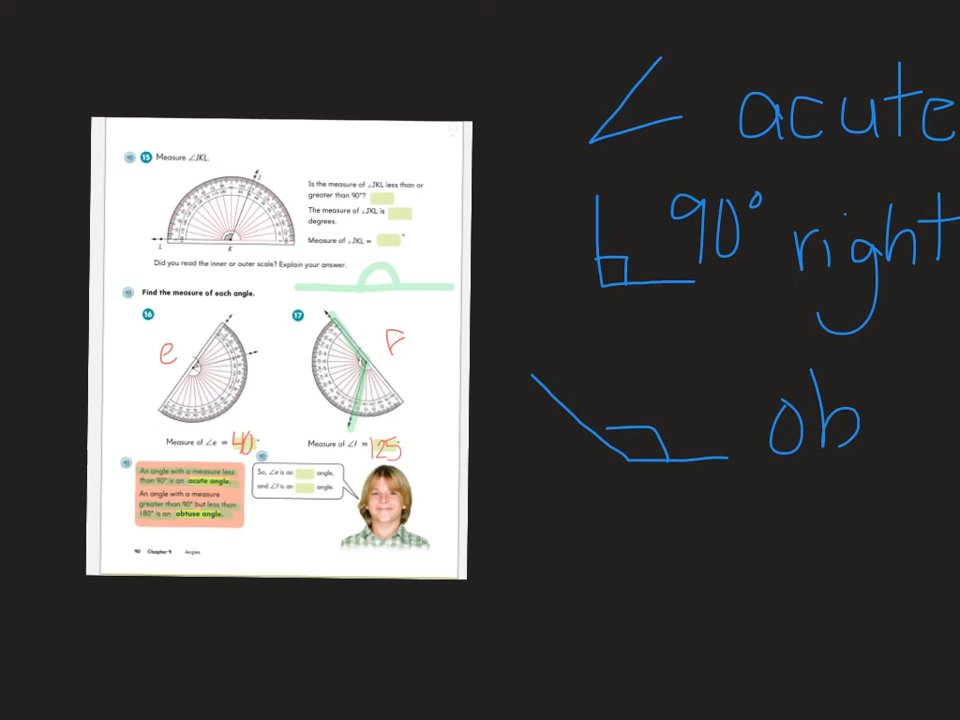 15 Measure ∠JKL.
Is the measure of ∠JKL less than or
greater than 90°?
The measure of ∠JKL is
degrees.
Measure of ∠JKL = °
J
L
K
Did you read the inner or outer scale? Explain your answer.
Find the measure of each angle.
16
17
e
Measure of ∠e = 40°
Measure of ∠f = 125°
An angle with a measure less
than 90° is an acute angle.
An angle with a measure
greater than 90° but less than
180° is an obtuse angle.
So, ∠e is an angle,
and ∠f is an angle.
90 Chapter 9 Angles
acute
90° right
ob